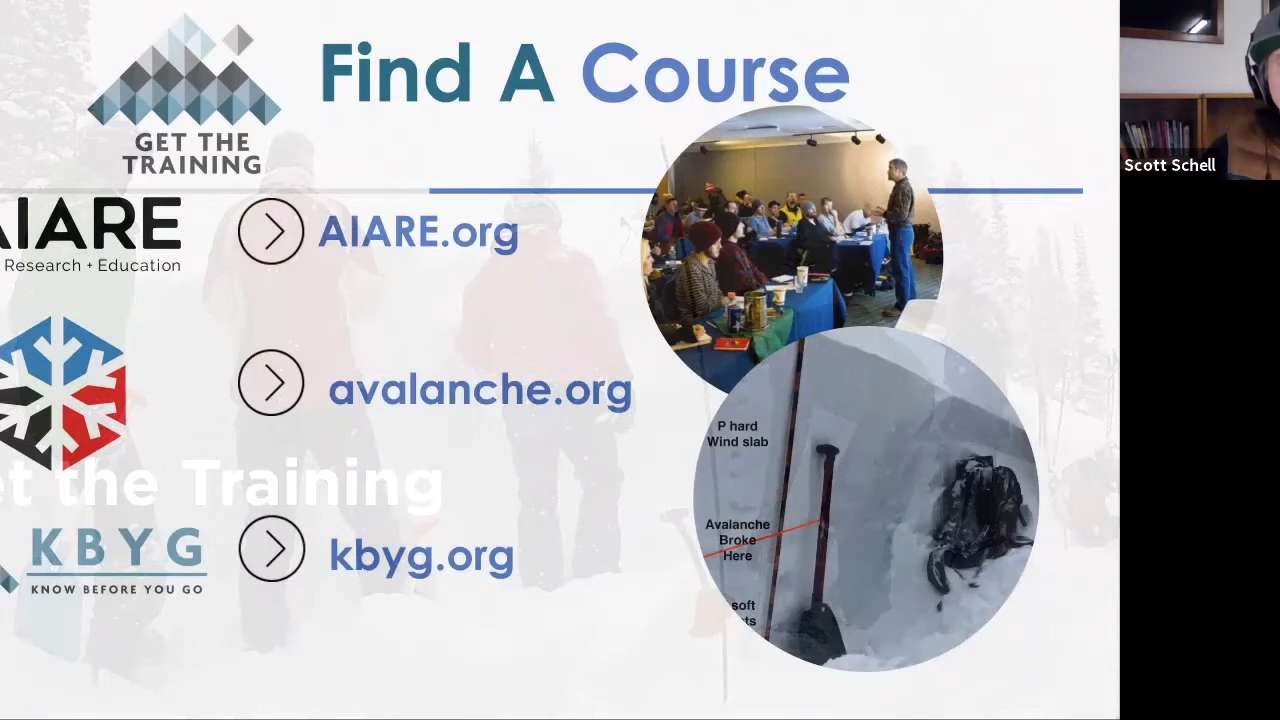 GET THE
TRAINING
Find A Course
Scott Schell
AIARE
Research + Education
AIARE.org
avalanche.org
et the Training
KBYG
KNOW BEFORE YOU GO
kbyg.org
P hard
Wind slab
Avalanche
Broke
Here
soft